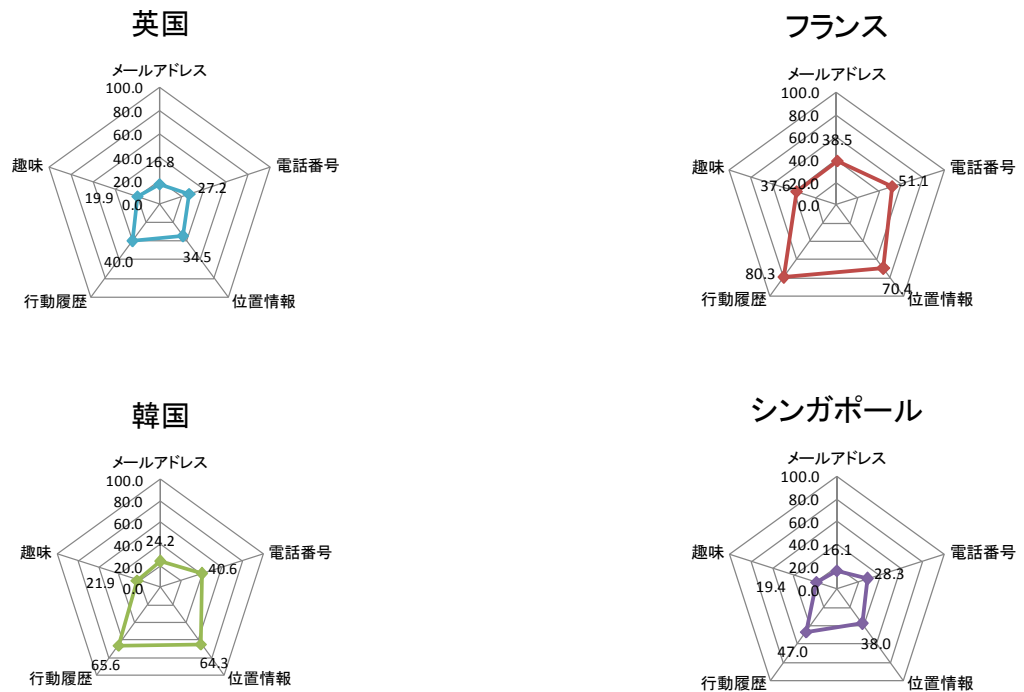 英国
メールアドレス
100.0
80.0
60.0
40.0
20.0
0.0
16.8
電話番号
27.2
位置情報
34.5
行動履歴
40.0
趣味
19.9
フランス
メールアドレス
100.0
80.0
60.0
40.0
20.0
0.0
38.5
電話番号
51.1
位置情報
70.4
行動履歴
80.3
趣味
37.6
韓国
メールアドレス
100.0
80.0
60.0
40.0
20.0
0.0
24.2
電話番号
40.6
位置情報
64.3
行動履歴
65.6
趣味
21.9
シンガポール
メールアドレス
100.0
80.0
60.0
40.0
20.0
0.0
16.1
電話番号
28.3
位置情報
38.0
行動履歴
47.0
趣味
19.4